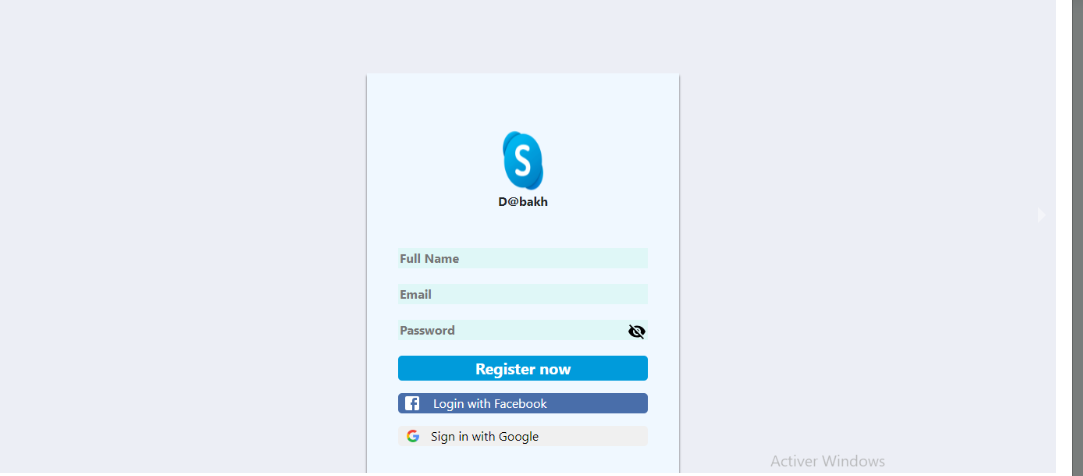 S
D@bakh
Full Name
Email
Password
Register now
Login with Facebook
Sign in with Google
Activer Windows